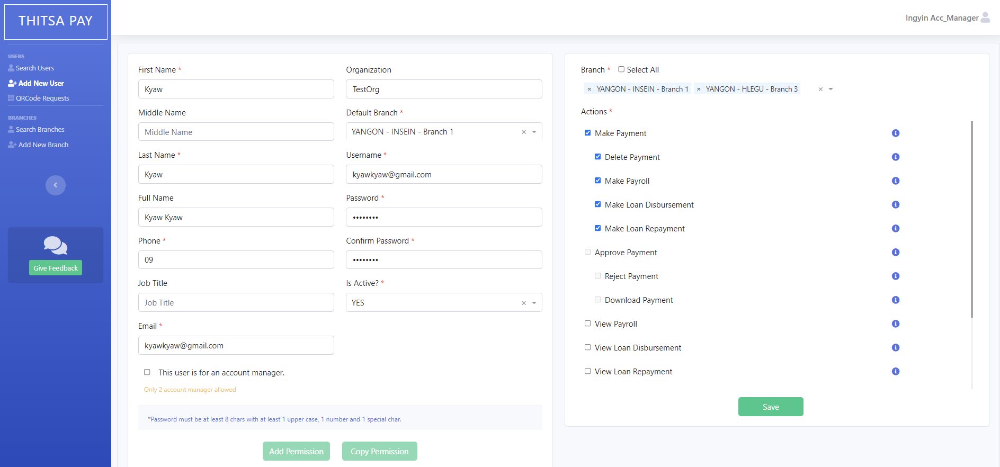 THITSA PAY
Ingyin Acc_Manager
USERS
Search Users
Add New User
QRCode Requests
BRANCHES
Search Branches
Add New Branch
Give Feedback
First Name *
Kyaw
Organization
TestOrg
Middle Name
Middle Name
Default Branch *
YANGON - INSEIN - Branch 1
Last Name *
Kyaw
Username *
kyawkyaw@gmail.com
Full Name
Kyaw Kyaw
Password *
••••••••
Phone *
09
Confirm Password *
••••••••
Job Title
Job Title
Is Active? *
YES
Email *
kyawkyaw@gmail.com
This user is for an account manager.
Only 2 account manager allowed
*Password must be at least 8 chars with at least 1 upper case, 1 number and 1 special char.
Add Permission
Copy Permission
Branch * Select All
× YANGON - INSEIN - Branch 1 × YANGON - HLEGU - Branch 3
Actions *
Make Payment
Delete Payment
Make Payroll
Make Loan Disbursement
Make Loan Repayment
Approve Payment
Reject Payment
Download Payment
View Payroll
View Loan Disbursement
View Loan Repayment
Save